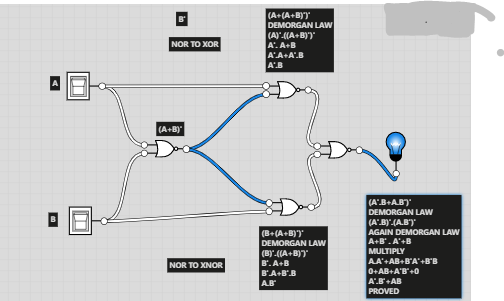 B'
NOR TO XOR
(A+(A+B)')'
DEMORGAN LAW
(A)'.((A+B)')'
A'. A+B
A'.A+A'.B
A'.B
A
(A+B)'
B
(B+(A+B)')'
DEMORGAN LAW
(B)'.((A+B)')'
B'. A+B
B'.A+B'.B
A.B'
NOR TO XNOR
(A'.B+A.B')'
DEMORGAN LAW
(A'.B)'.(A.B')'
AGAIN DEMORGAN LAW
A+B' . A'+B
MULTIPLY
A.A'+AB+B'A'+B'B
0+AB+A'B'+0
A'.B'+AB
PROVED